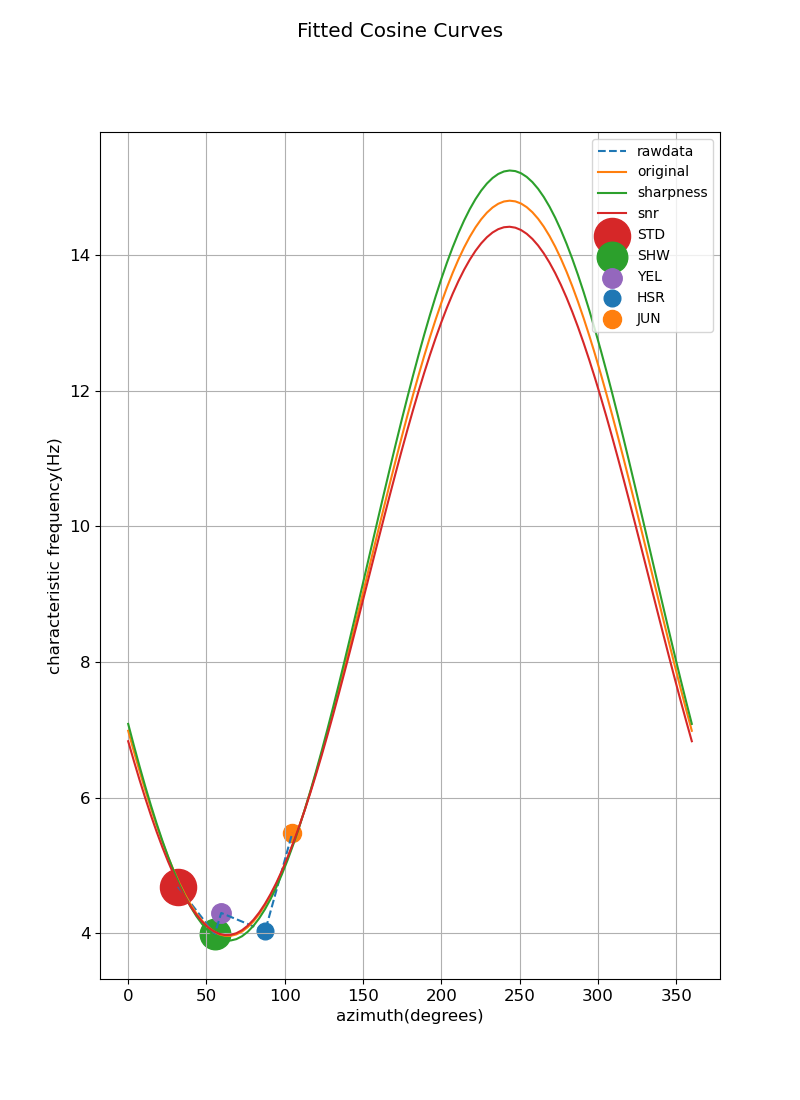 Fitted Cosine Curves
rawdata
original
sharpness
snr
STD
SHW
YEL
HSR
JUN
characteristic frequency(Hz)
14
12
10
8
6
4
0 50 100 150 200 250 300 350
azimuth(degrees)